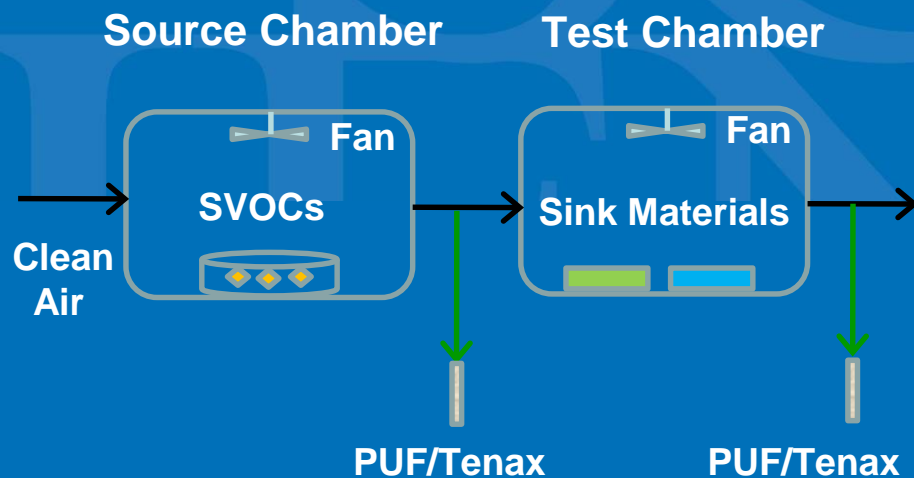 Source Chamber
Test Chamber
Fan
Fan
SVOCs
Sink Materials
Clean
Air
PUF/Tenax
PUF/Tenax